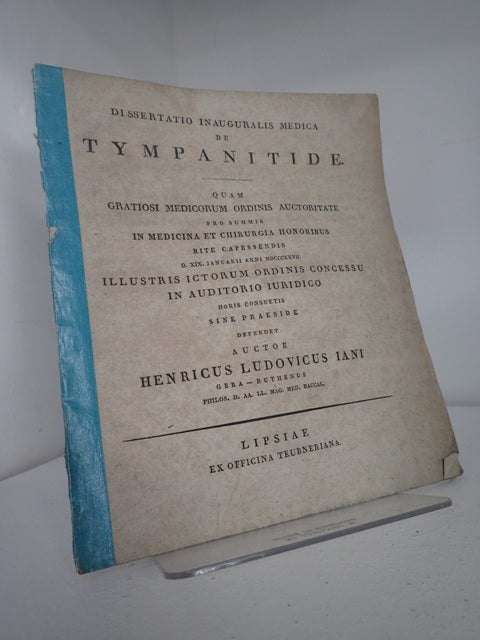 DISSERTATIO INAUGURALIS MEDICA
DE
TYMPANITIDE.
QUAM
GRATIOSI MEDICORUM ORDINIS AUCTORITATE
PRO SUMMIS
IN MEDICINA ET CHIRURGIA HONORIBUS
RITE CAPESSENDIS
D. XIX. IANUARII ANNI MDCCCXXVII.
ILLUSTRIS ICTORUM ORDINIS CONCESSU
IN AUDITORIO IURIDICO
HORIS CONSUETIS
SINE PRAESIDE
DEFENDET
AUCTOR
HENRICUS LUDOVICUS IANI
GERA—RUTHENUS
PHILOS. D. AA. LL. MAG. MED. BACCAL.
LIPSIAE
EX OFFICINA TEUBNERIANA.